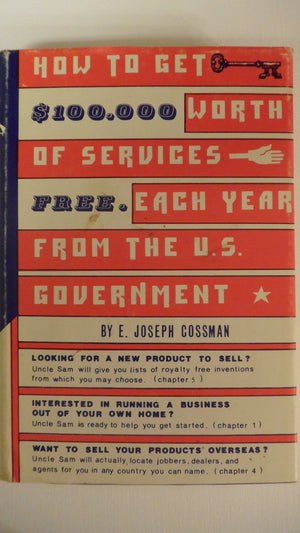 HOW TO GET
$100.000 WORTH
OF SERVICES
FREE. EACH YEAR
FROM THE U.S.
GOVERNMENT
BY E. JOSEPH COSSMAN
LOOKING FOR A NEW PRODUCT TO SELL?
Uncle Sam will give you lists of royalty free inventions
from which you may choose. (chapter 5)
INTERESTED IN RUNNING A BUSINESS
OUT OF YOUR OWN HOME?
Uncle Sam is ready to help you get started. (chapter 1)
WANT TO SELL YOUR PRODUCTS OVERSEAS?
Uncle Sam will actually locate jobbers, dealers, and
agents for you in any country you can name. (chapter 4)